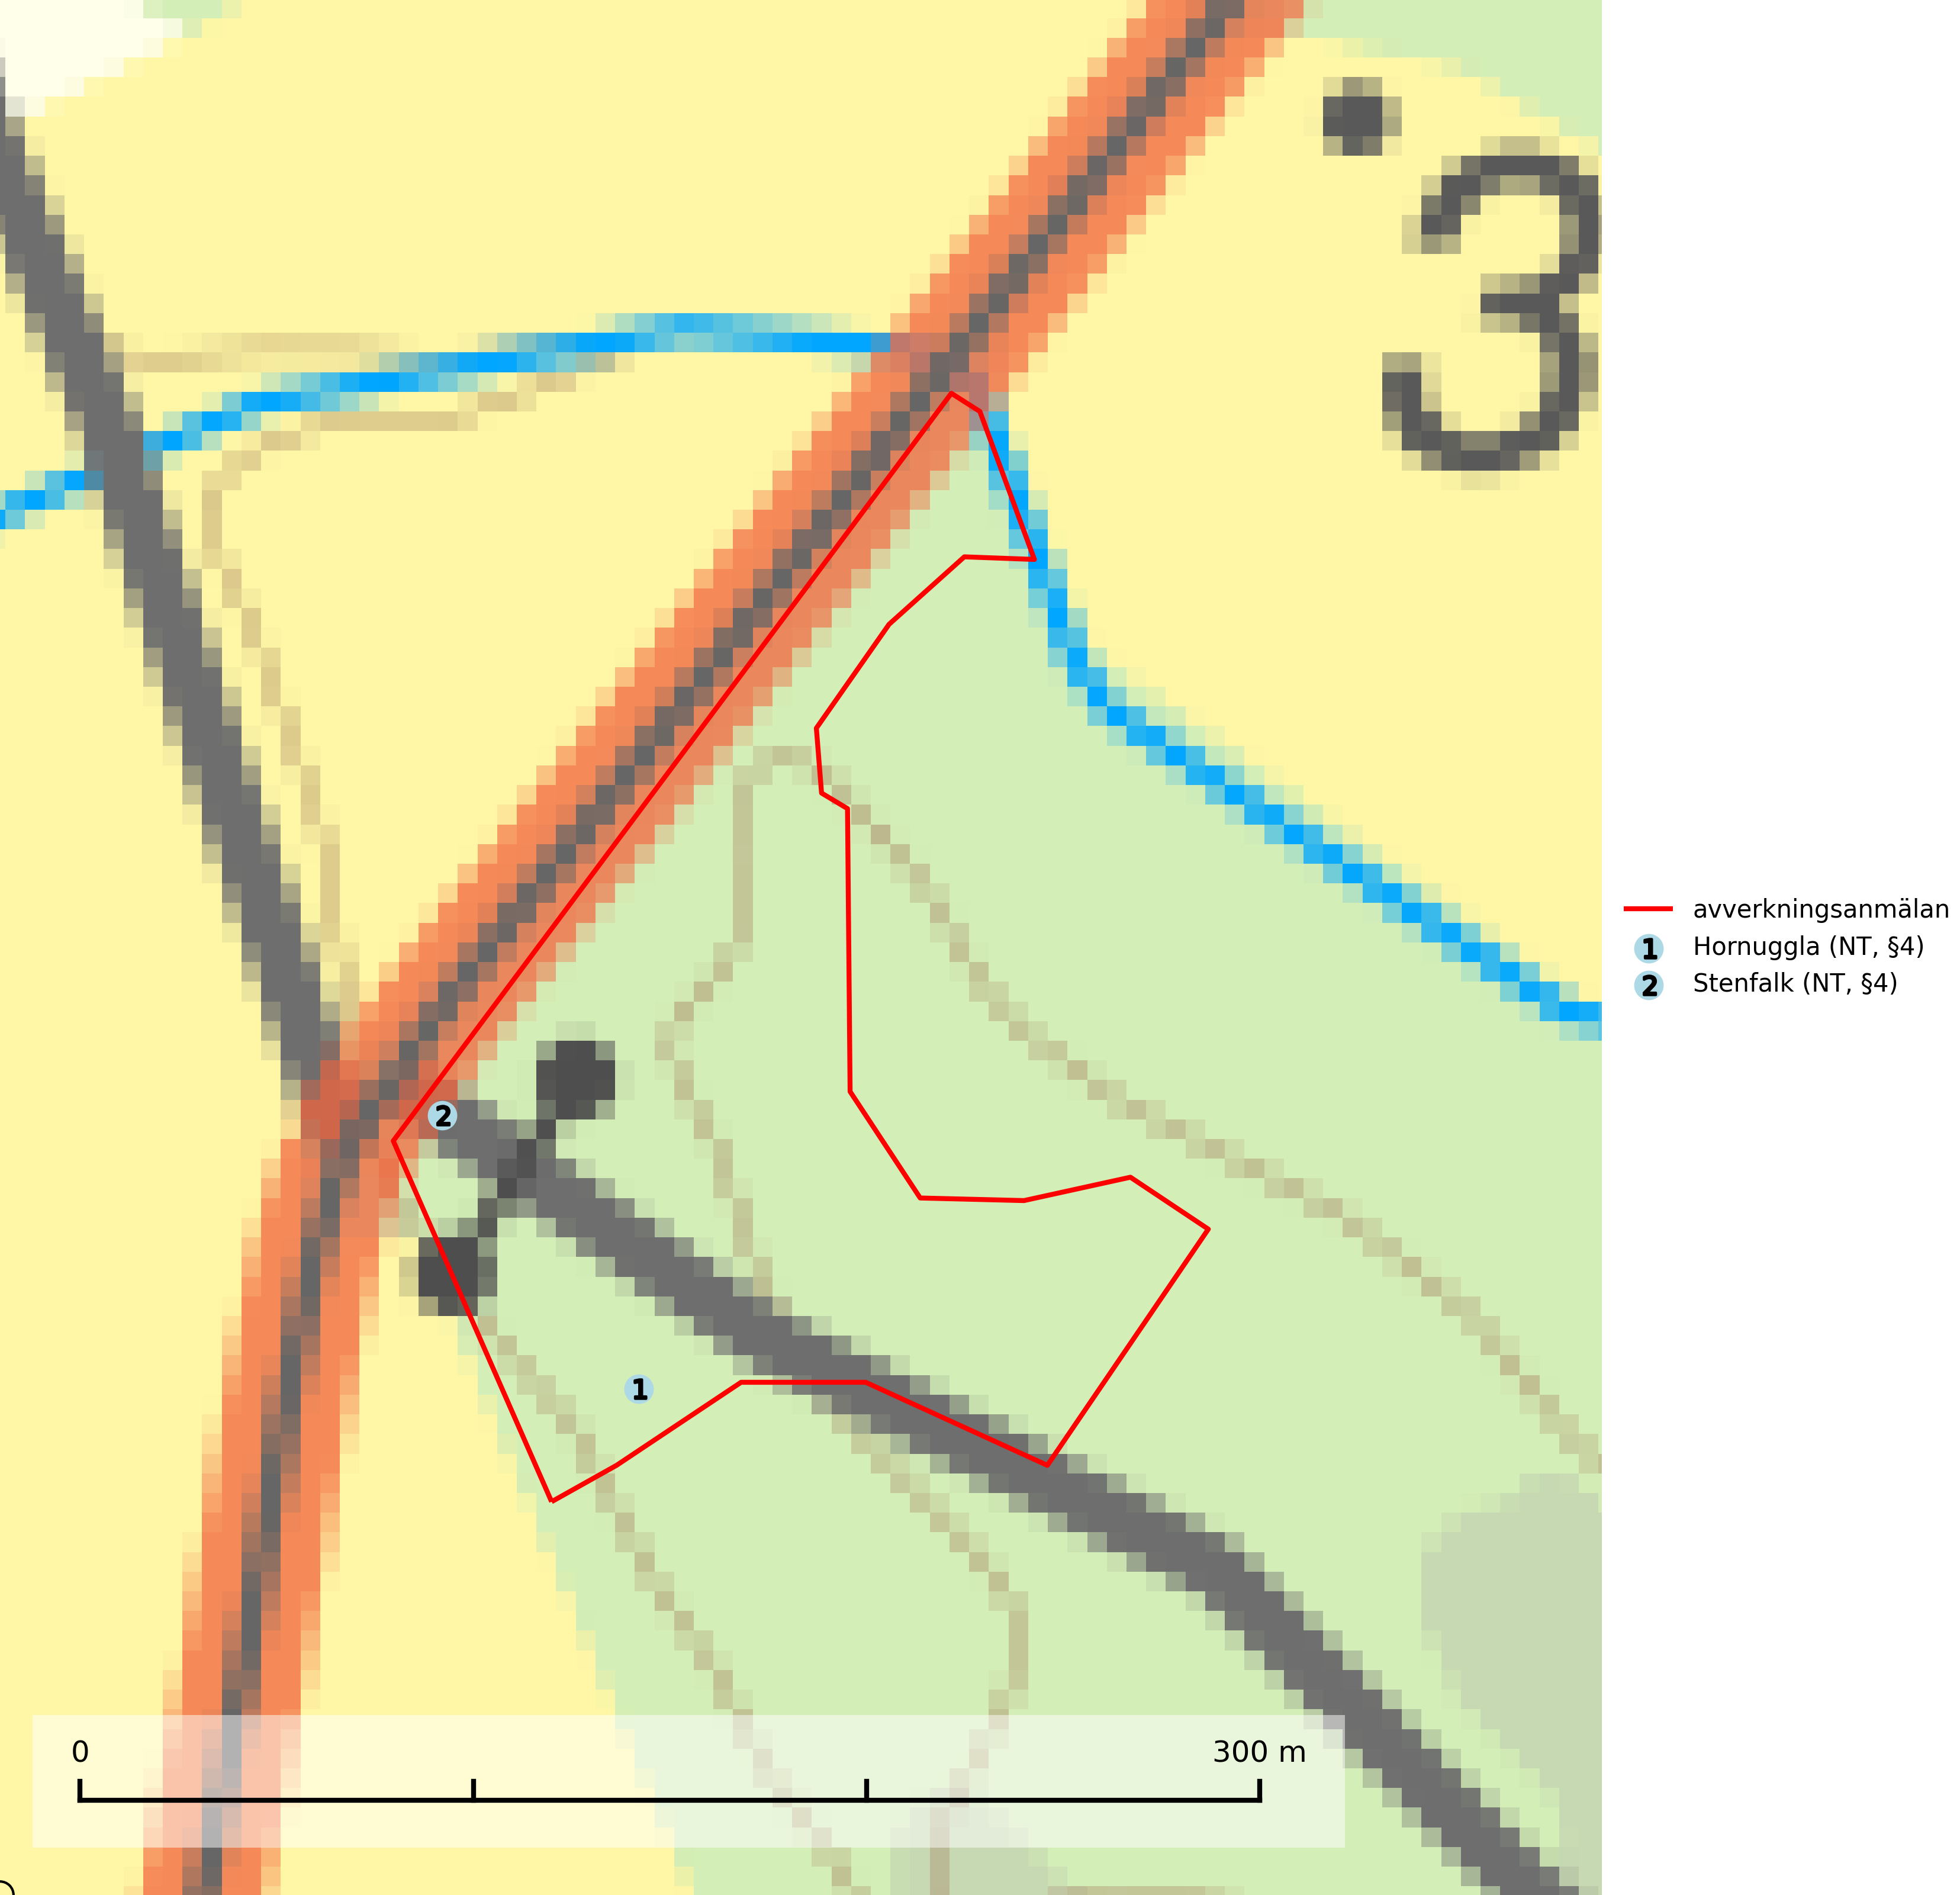 3
avverkningsanmälan
1 Hornuggla (NT, §4)
2 Stenfalk (NT, §4)
2
1
0 300 m